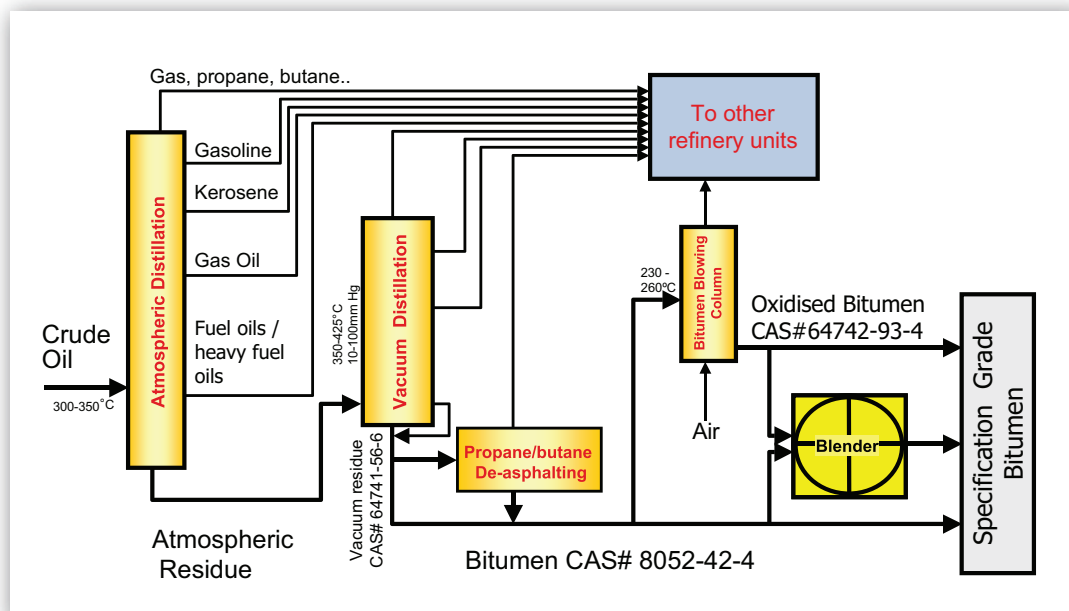 Gas, propane, butane..
To other
refinery units
Gasoline
Kerosene
Gas Oil
Fuel oils /
heavy fuel
oils
Crude
Oil
300-350˚C
Atmospheric Distillation
Atmospheric
Residue
350-425˚C
10-100mm Hg
Vacuum Distillation
Vacuum residue
CAS# 64741-56-6
Propane/butane
De-asphalting
Bitumen CAS# 8052-42-4
230 -
260ºC
Bitumen Blowing
Column
Air
Oxidised Bitumen
CAS#64742-93-4
Blender
Specification Grade
Bitumen